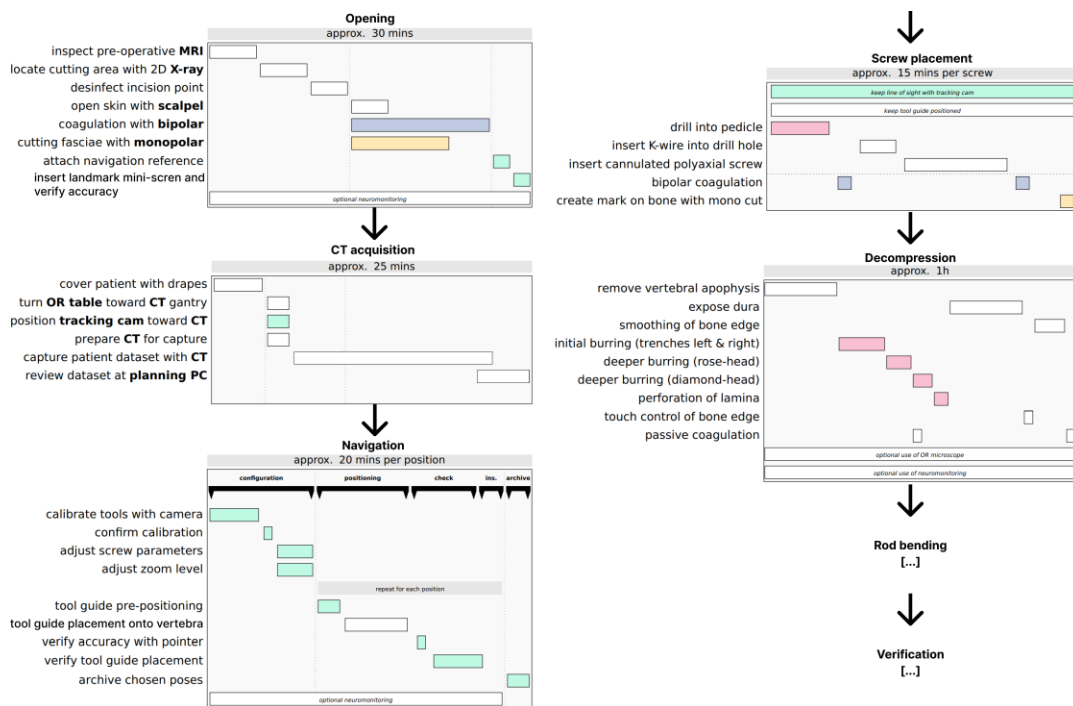 Opening
approx. 30 mins
inspect pre-operative MRI
locate cutting area with 2D X-ray
desinfect incision point
open skin with scalpel
coagulation with bipolar
cutting fasciae with monopolar
attach navigation reference
insert landmark mini-scren and
verify accuracy
optional neuromonitoring
CT acquisition
approx. 25 mins
cover patient with drapes
turn OR table toward CT gantry
position tracking cam toward CT
prepare CT for capture
capture patient dataset with CT
review dataset at planning PC
Navigation
approx. 20 mins per position
configuration positioning check ins. archive
calibrate tools with camera
confirm calibration
adjust screw parameters
adjust zoom level
repeat for each position
tool guide pre-positioning
tool guide placement onto vertebra
verify accuracy with pointer
verify tool guide placement
archive chosen poses
optional neuromonitoring
Screw placement
approx. 15 mins per screw
keep line of sight with tracking cam
keep tool guide positioned
drill into pedicle
insert K-wire into drill hole
insert cannulated polyaxial screw
bipolar coagulation
create mark on bone with mono cut
Decompression
approx. 1h
remove vertebral apophysis
expose dura
smoothing of bone edge
initial burring (trenches left & right)
deeper burring (rose-head)
deeper burring (diamond-head)
perforation of lamina
touch control of bone edge
passive coagulation
optional use of OR microscope
optional use of neuromonitoring
Rod bending
[...]
Verification
[...]